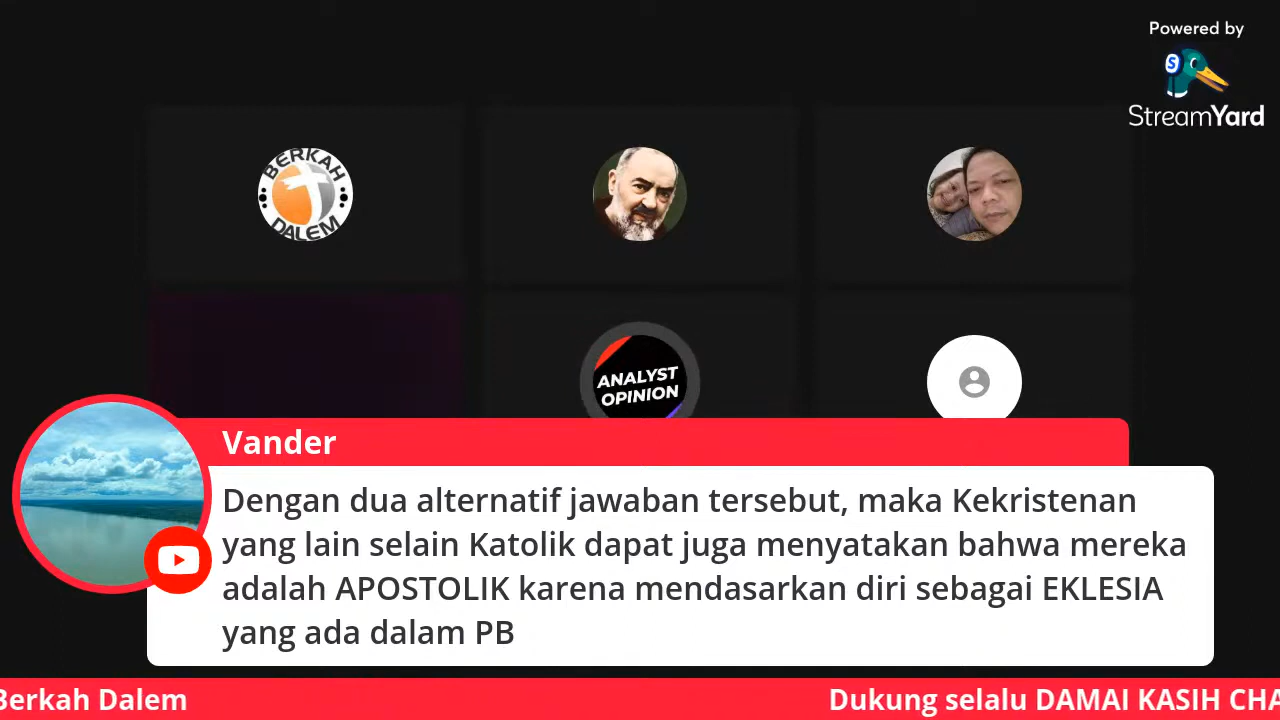 Powered by
S
StreamYard
BERKAH
DALEM
ANALYST
OPINION
Vander
Dengan dua alternatif jawaban tersebut, maka Kekristenan
yang lain selain Katolik dapat juga menyatakan bahwa mereka
adalah APOSTOLIK karena mendasarkan diri sebagai EKLESIA
yang ada dalam PB
Berkah Dalem
Dukung selalu DAMAI KASIH CHA